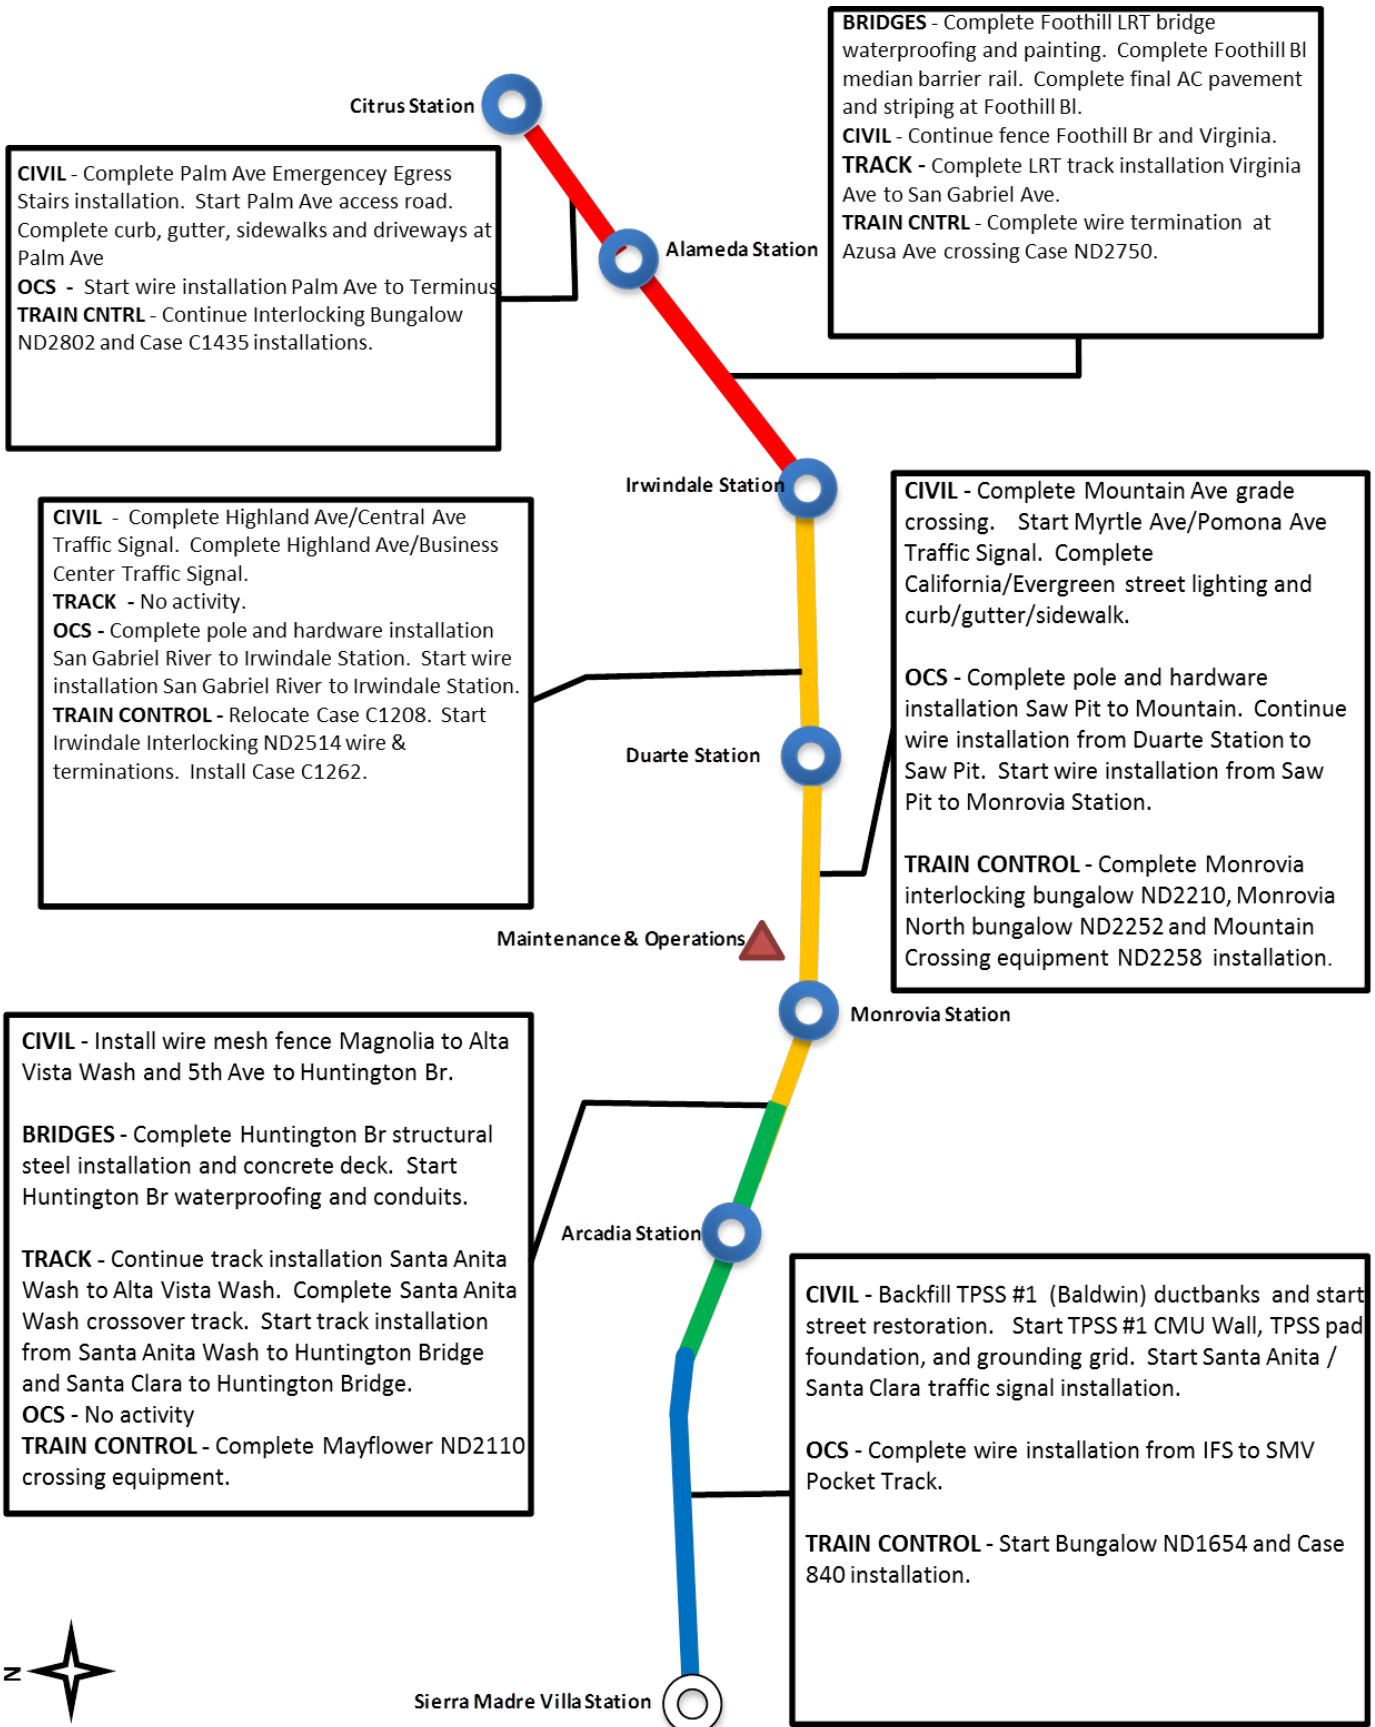 BRIDGES - Complete Foothill LRT bridge
waterproofing and painting. Complete Foothill Bl
median barrier rail. Complete final AC pavement
and striping at Foothill Bl.
CIVIL - Continue fence Foothill Br and Virginia.
TRACK - Complete LRT track installation Virginia
Ave to San Gabriel Ave.
TRAIN CNTRL - Complete wire termination at
Azusa Ave crossing Case ND2750.
Citrus Station
CIVIL - Complete Palm Ave Emergencey Egress
Stairs installation. Start Palm Ave access road.
Complete curb, gutter, sidewalks and driveways at
Palm Ave
OCS - Start wire installation Palm Ave to Terminus.
TRAIN CNTRL - Continue Interlocking Bungalow
ND2802 and Case C1435 installations.
Alameda Station
Irwindale Station
CIVIL - Complete Mountain Ave grade
crossing. Start Myrtle Ave/Pomona Ave
Traffic Signal. Complete
California/Evergreen street lighting and
curb/gutter/sidewalk.
OCS - Complete pole and hardware
installation Saw Pit to Mountain. Continue
wire installation from Duarte Station to
Saw Pit. Start wire installation from Saw
Pit to Monrovia Station.
TRAIN CONTROL - Complete Monrovia
interlocking bungalow ND2210, Monrovia
North bungalow ND2252 and Mountain
Crossing equipment ND2258 installation.
CIVIL - Complete Highland Ave/Central Ave
Traffic Signal. Complete Highland Ave/Business
Center Traffic Signal.
TRACK - No activity.
OCS - Complete pole and hardware installation
San Gabriel River to Irwindale Station. Start wire
installation San Gabriel River to Irwindale Station.
TRAIN CONTROL - Relocate Case C1208. Start
Irwindale Interlocking ND2514 wire &
terminations. Install Case C1262.
Duarte Station
Maintenance & Operations
Monrovia Station
CIVIL - Install wire mesh fence Magnolia to Alta
Vista Wash and 5th Ave to Huntington Br.
BRIDGES - Complete Huntington Br structural
steel installation and concrete deck. Start
Huntington Br waterproofing and conduits.
TRACK - Continue track installation Santa Anita
Wash to Alta Vista Wash. Complete Santa Anita
Wash crossover track. Start track installation
from Santa Anita Wash to Huntington Bridge
and Santa Clara to Huntington Bridge.
OCS - No activity
TRAIN CONTROL - Complete Mayflower ND2110
crossing equipment.
Arcadia Station
CIVIL - Backfill TPSS #1 (Baldwin) ductbanks and start
street restoration. Start TPSS #1 CMU Wall, TPSS pad
foundation, and grounding grid. Start Santa Anita /
Santa Clara traffic signal installation.
OCS - Complete wire installation from IFS to SMV
Pocket Track.
TRAIN CONTROL - Start Bungalow ND1654 and Case
840 installation.
N
Sierra Madre Villa Station